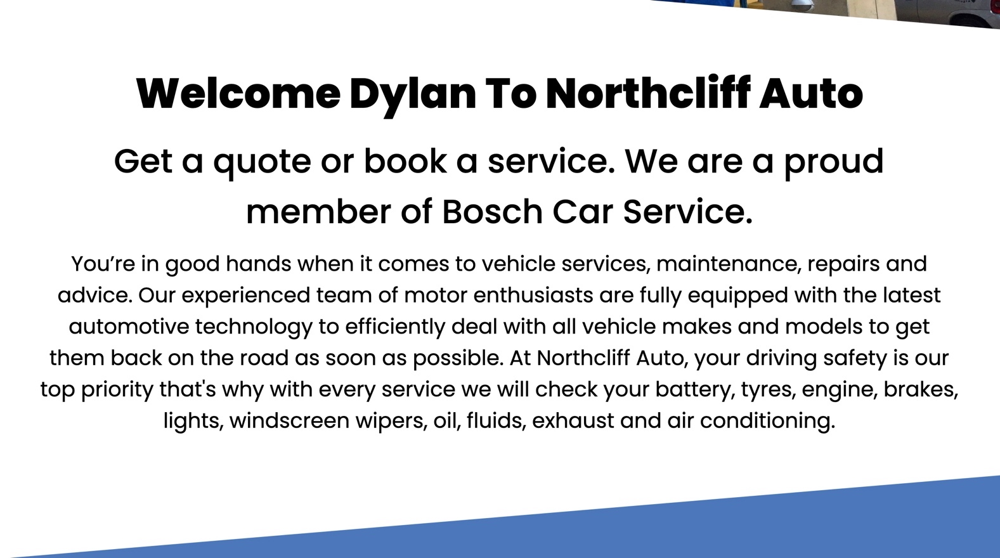 Welcome Dylan To Northcliff Auto
Get a quote or book a service. We are a proud
member of Bosch Car Service.
You’re in good hands when it comes to vehicle services, maintenance, repairs and
advice. Our experienced team of motor enthusiasts are fully equipped with the latest
automotive technology to efficiently deal with all vehicle makes and models to get
them back on the road as soon as possible. At Northcliff Auto, your driving safety is our
top priority that's why with every service we will check your battery, tyres, engine, brakes,
lights, windscreen wipers, oil, fluids, exhaust and air conditioning.